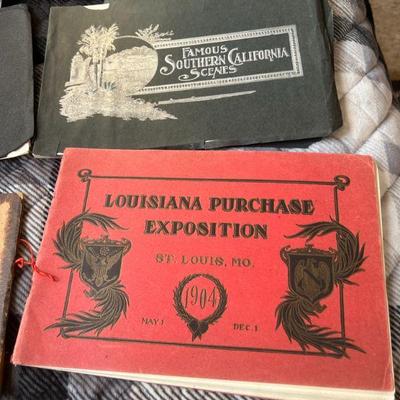 FAMOUS
SOUTHERN CALIFORNIA
SCENES
LOUISIANA PURCHASE
EXPOSITION
ST. LOUIS, MO.
1904
MAY 1 DEC. 1